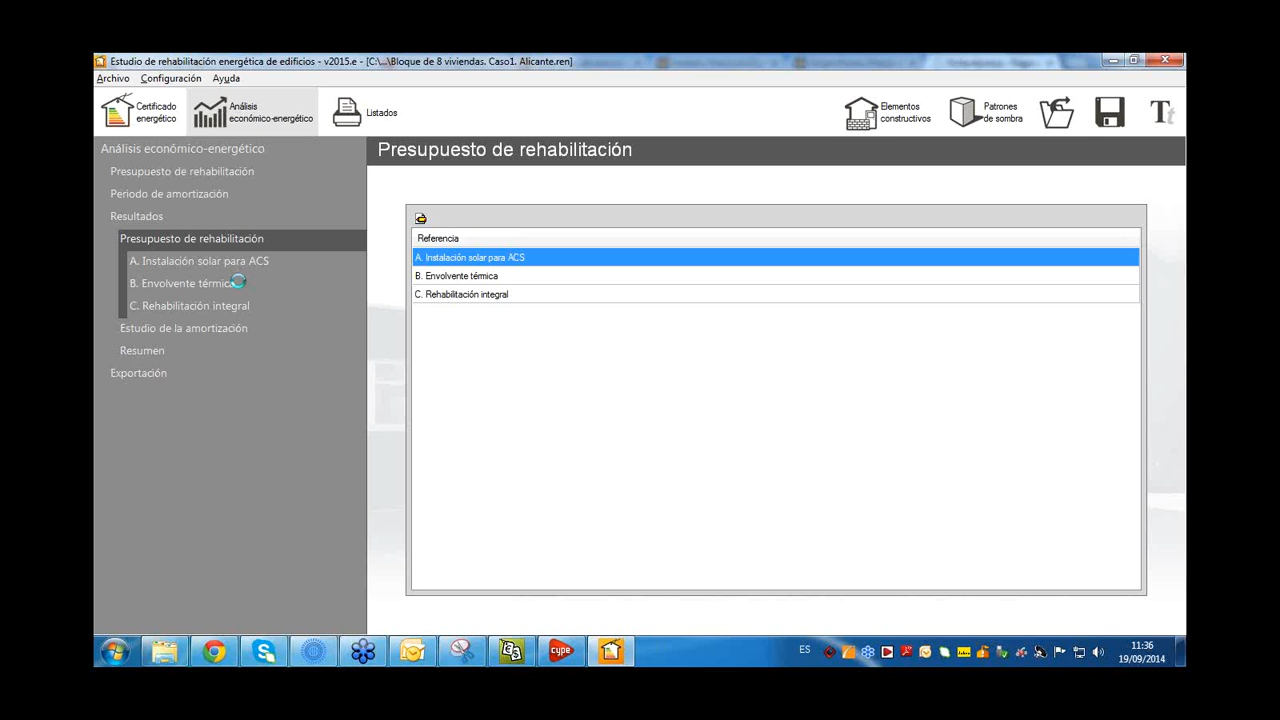 Estudio de rehabilitación energética de edificios - v2015.e - [C:\...\Bloque de 8 viviendas. Caso1. Alicante.ren]
Archivo Configuración Ayuda
Certificado energético
Análisis económico-energético
Listados
Elementos constructivos
Patrones de sombra
Tt
Análisis económico-energético
Presupuesto de rehabilitación
Periodo de amortización
Resultados
Presupuesto de rehabilitación
A. Instalación solar para ACS
B. Envolvente térmica
C. Rehabilitación integral
Estudio de la amortización
Resumen
Exportación
Presupuesto de rehabilitación
Referencia
A. Instalación solar para ACS
B. Envolvente térmica
C. Rehabilitación integral
cype
ES
11:36
19/09/2014